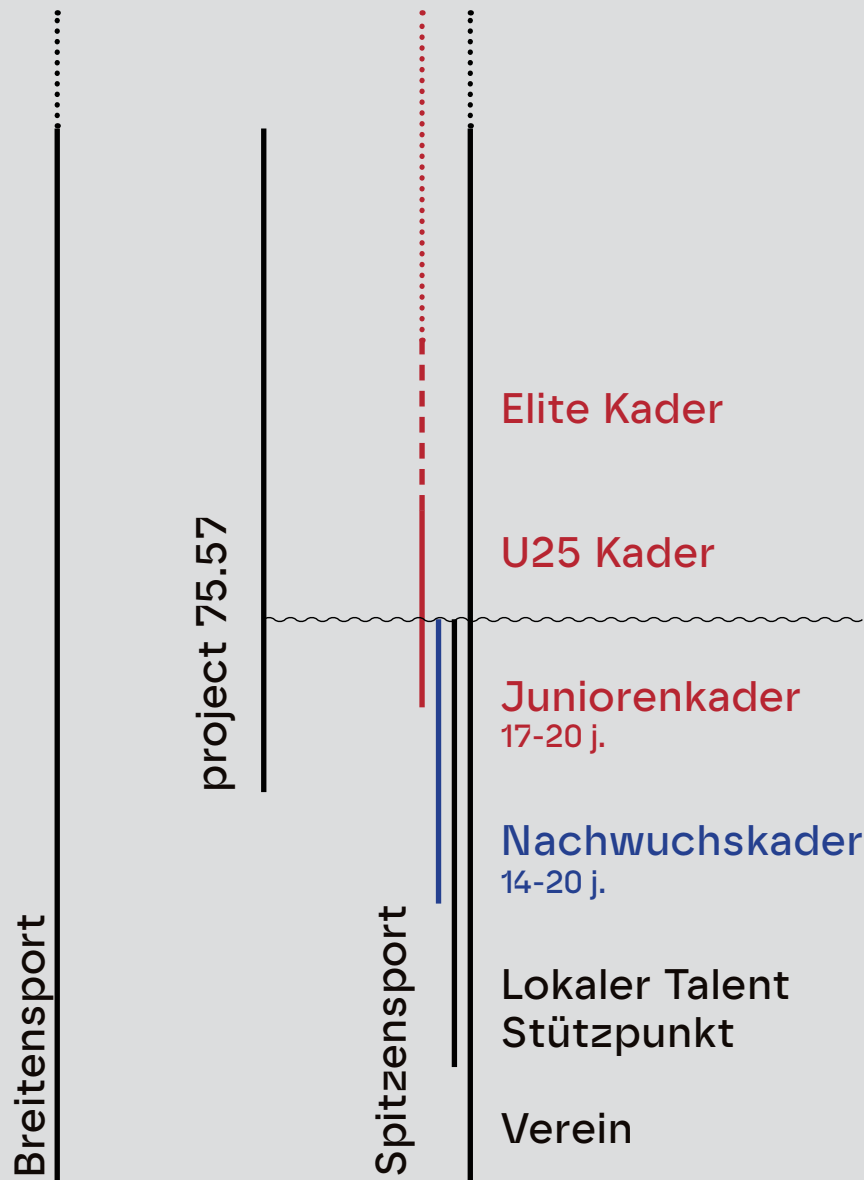 Elite Kader
U25 Kader
project 75.57
Juniorenkader
17-20 j.
Nachwuchskader
14-20 j.
Breitensport
Spitzensport
Lokaler Talent
Stützpunkt
Verein